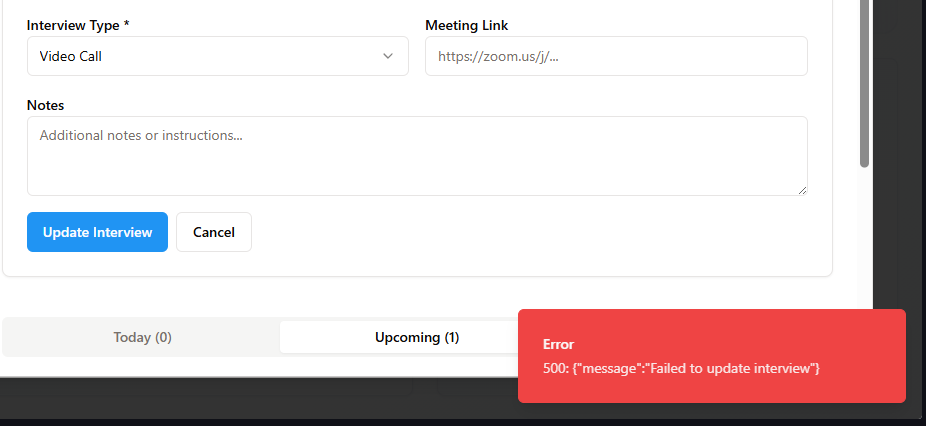 Interview Type *
Meeting Link
Video Call
https://zoom.us/j/...
Notes
Additional notes or instructions...
Update Interview
Cancel
Today (0)
Upcoming (1)
Error
500: {"message":"Failed to update interview"}